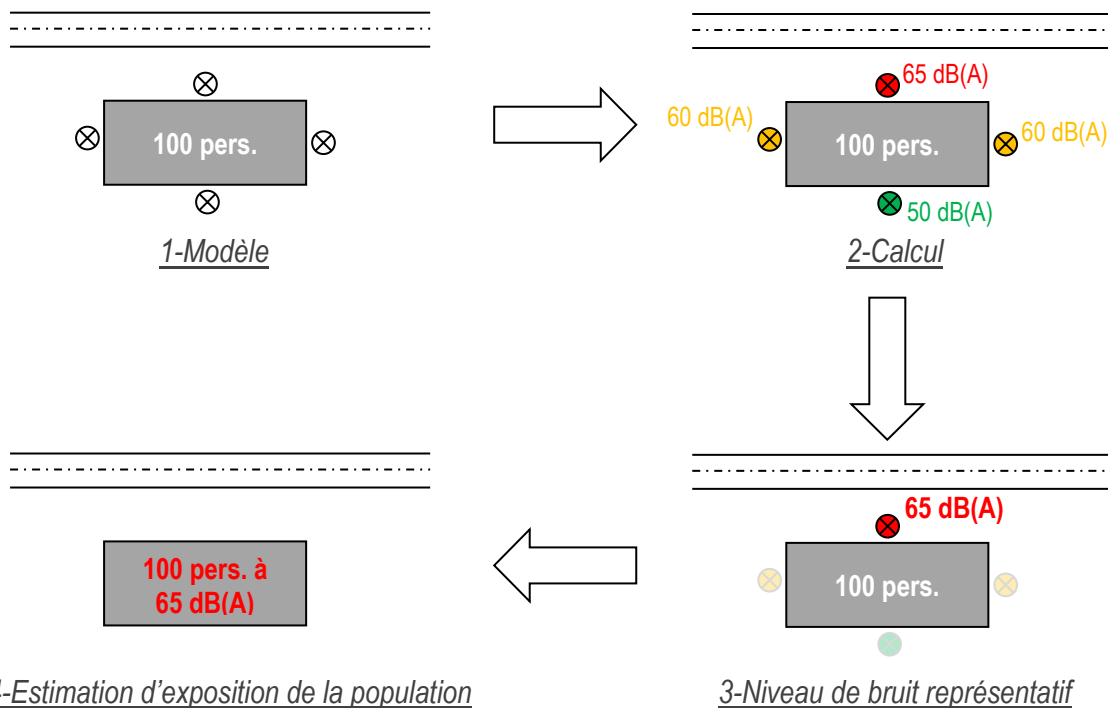 100 pers.
1-Modèle
65 dB(A)
60 dB(A)
60 dB(A)
100 pers.
50 dB(A)
2-Calcul
65 dB(A)
100 pers.
3-Niveau de bruit représentatif
100 pers. à
65 dB(A)
4-Estimation d’exposition de la population